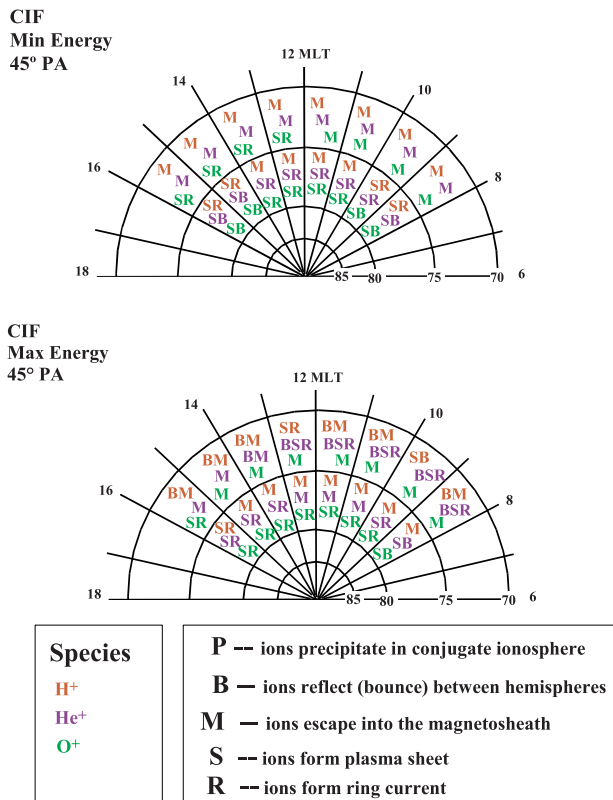 CIF
Min Energy
45° PA
12 MLT
14
10
16
8
18
6
M M SR
M M SR
M M SR
M M SR
M M M
M M M
M M M
M M M
SR SB SB
SR SB SB
M SR SR
M SR SR
M SR SR
M SR SR
SR SR SB
SR SB SB
85 80 75 70
CIF
Max Energy
45° PA
12 MLT
14
10
16
8
18
6
BM M SR
BM M M
BM BM M
SR BSR M
BM BSR M
BM BSR M
SB BSR M
BM BSR M
SR SR SR
M SR SR
M SR SR
M M SR
M M SR
M M SR
M SR SR
M SB SB
85 80 75 70
Species
H+
He+
O+
P -- ions precipitate in conjugate ionosphere
B — ions reflect (bounce) between hemispheres
M — ions escape into the magnetosheath
S -- ions form plasma sheet
R -- ions form ring current